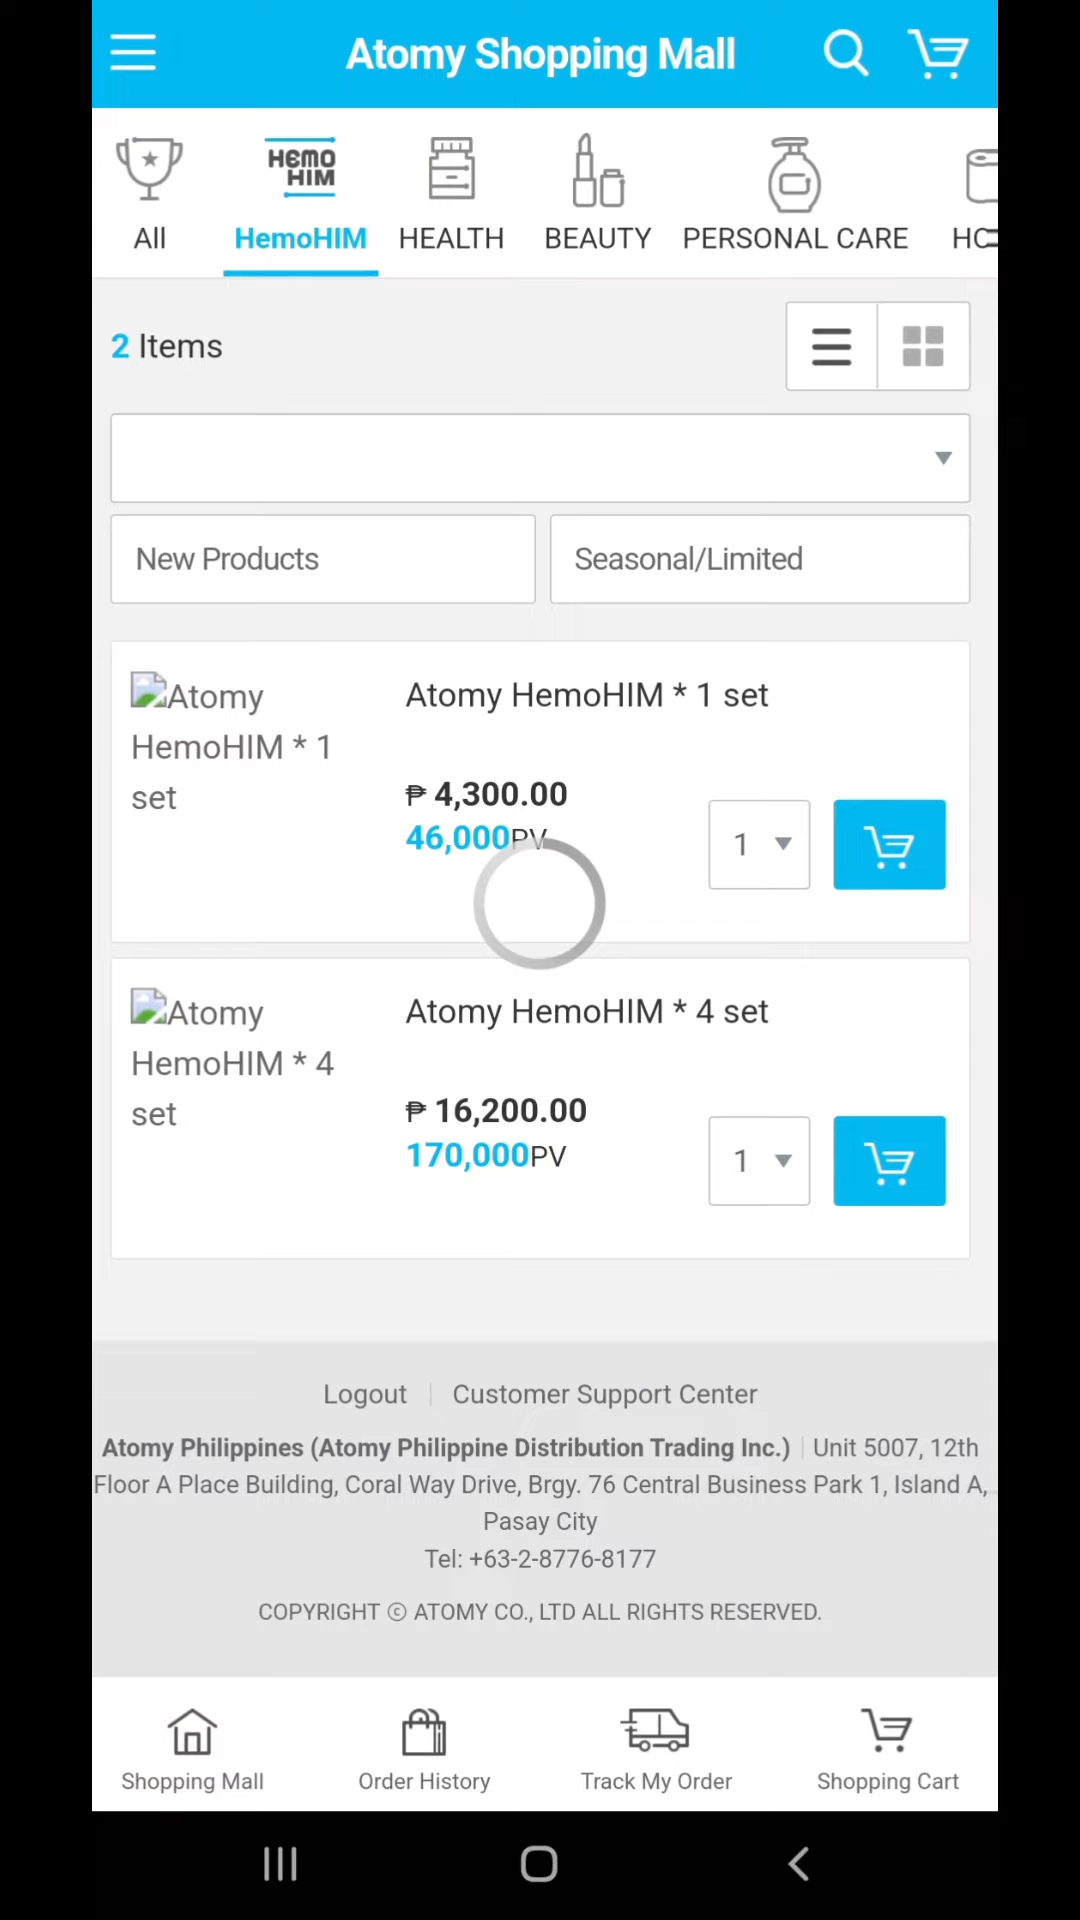 Atomy Shopping Mall
HemoHIM
All
HemoHIM
HEALTH
BEAUTY
PERSONAL CARE
HO
2 Items
New Products
Seasonal/Limited
Atomy HemoHIM * 1 set
Atomy HemoHIM * 1 set
₱ 4,300.00
46,000PV
1
Atomy HemoHIM * 4 set
Atomy HemoHIM * 4 set
₱ 16,200.00
170,000PV
1
Logout | Customer Support Center
Atomy Philippines (Atomy Philippine Distribution Trading Inc.) | Unit 5007, 12th
Floor A Place Building, Coral Way Drive, Brgy. 76 Central Business Park 1, Island A,
Pasay City
Tel: +63-2-8776-8177
COPYRIGHT ⓒ ATOMY CO., LTD ALL RIGHTS RESERVED.
Shopping Mall
Order History
Track My Order
Shopping Cart